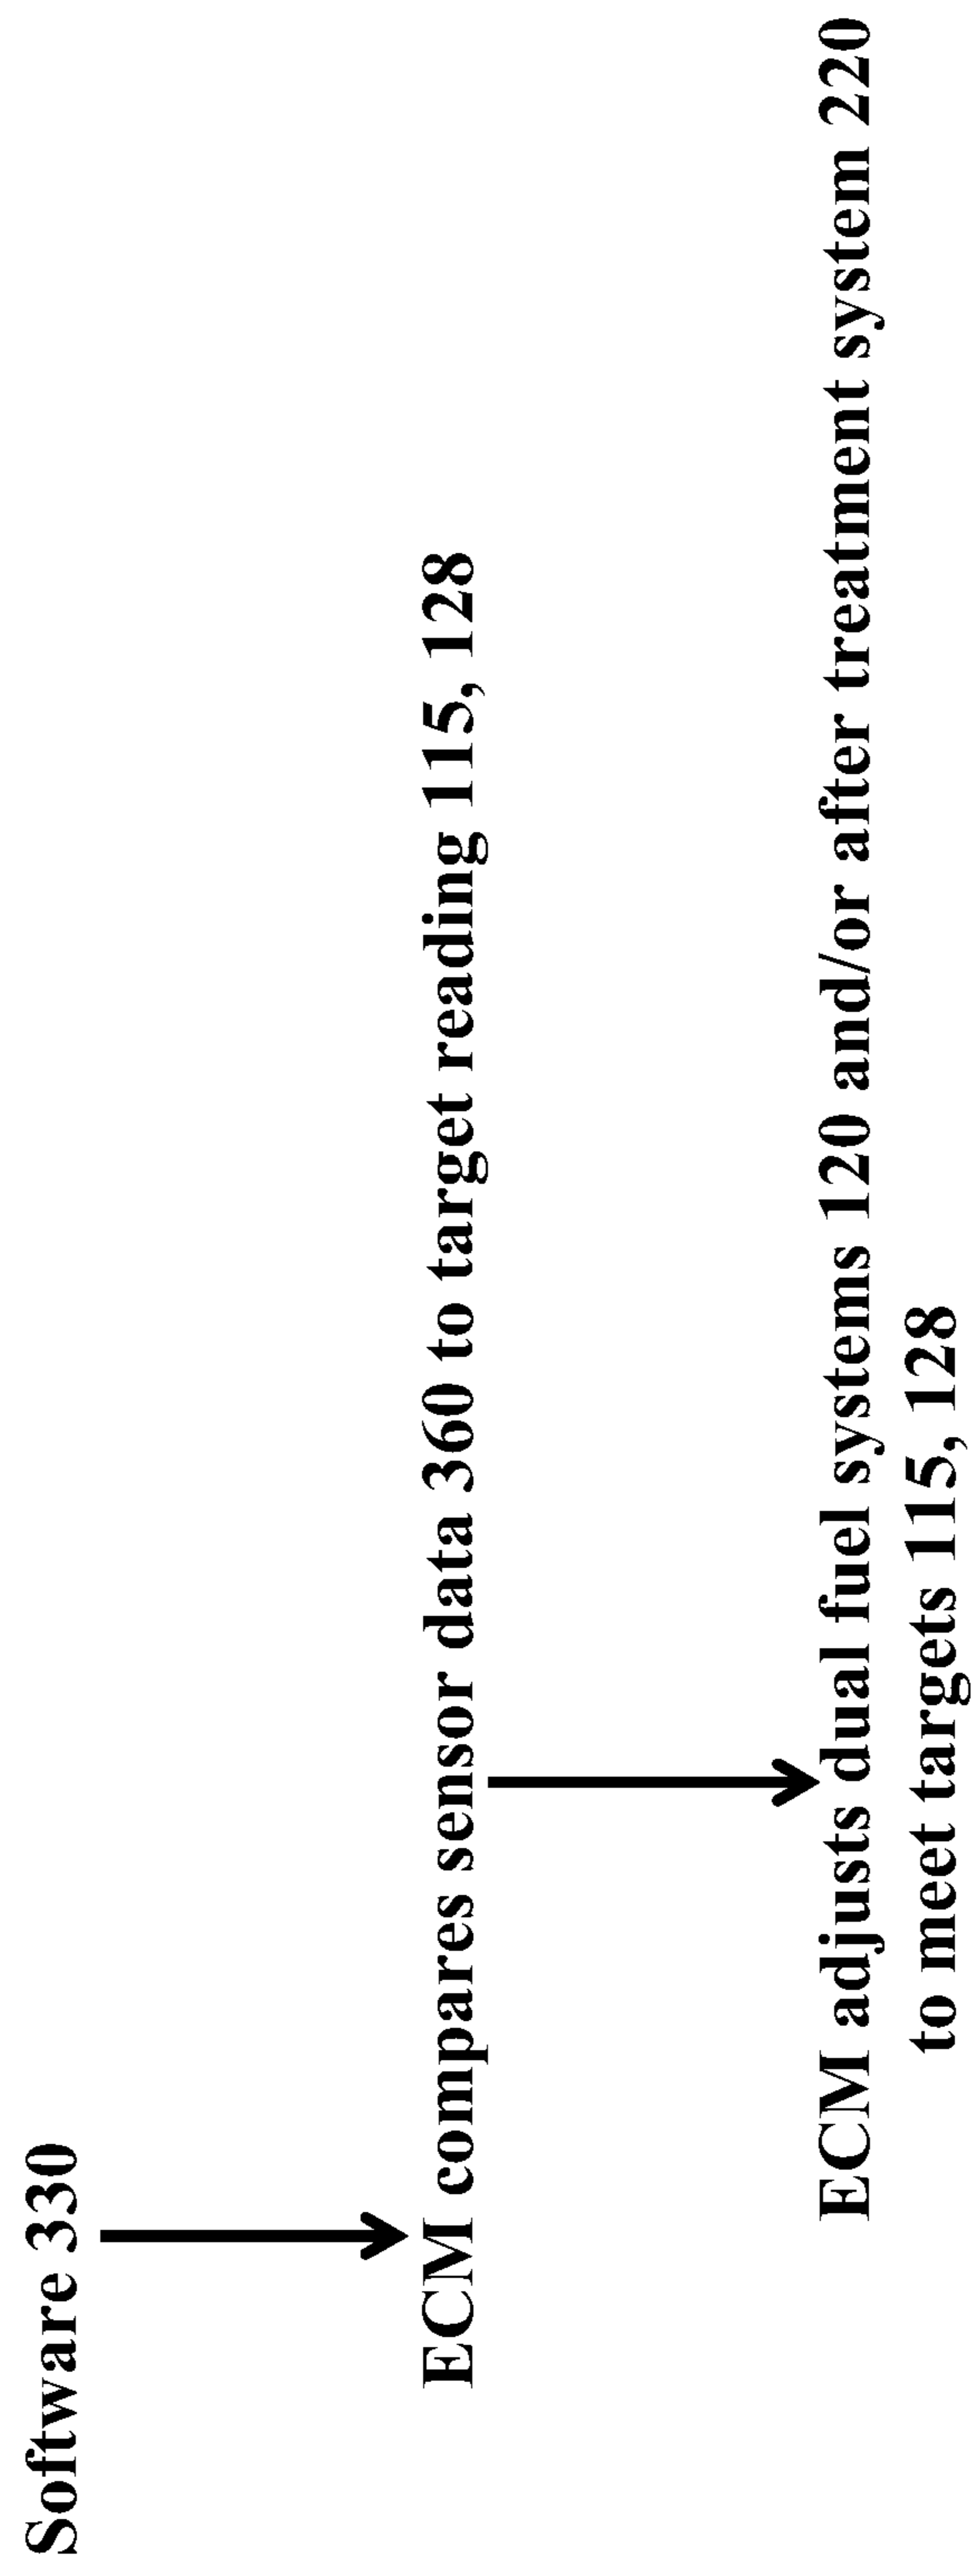 Software 330
ECM compares sensor data 360 to target reading 115, 128
ECM adjusts dual fuel systems 120 and/or after treatment system 220
to meet targets 115, 128